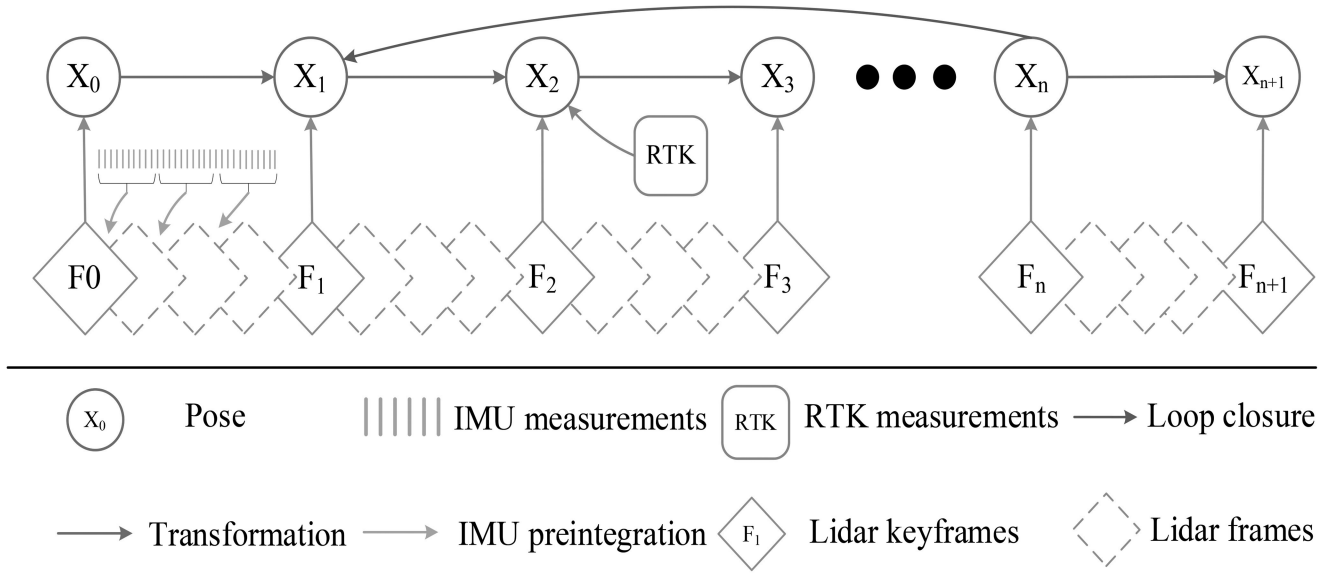 X₀ X₁ X₂ X₃ Xₙ Xₙ₊₁
RTK
F0 F₁ F₂ F₃ Fₙ Fₙ₊₁
X₀ Pose IMU measurements RTK RTK measurements Loop closure
Transformation IMU preintegration F₁ Lidar keyframes Lidar frames